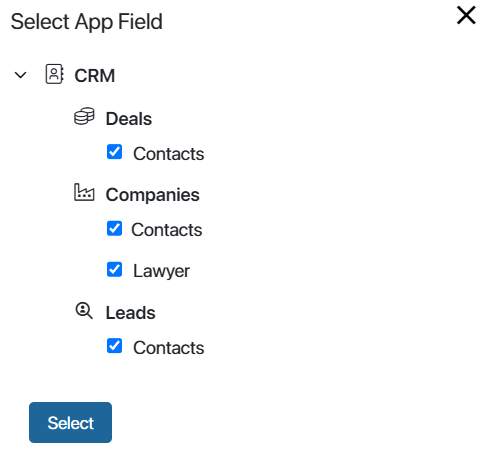 Select App Field
CRM
Deals
Contacts
Companies
Contacts
Lawyer
Leads
Contacts
Select